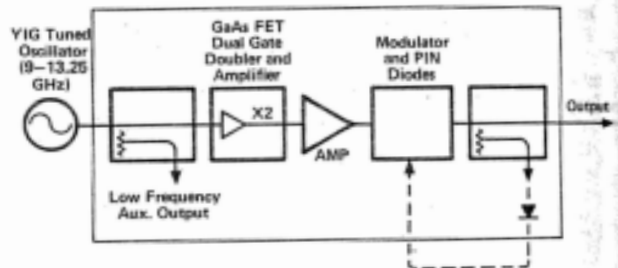 YIG Tuned
Oscillator
(9–13.25
GHz)
GaAs FET
Dual Gate
Doubler and
Amplifier
Modulator
and PIN
Diodes
X2
AMP
Output
Low Frequency
Aux. Output